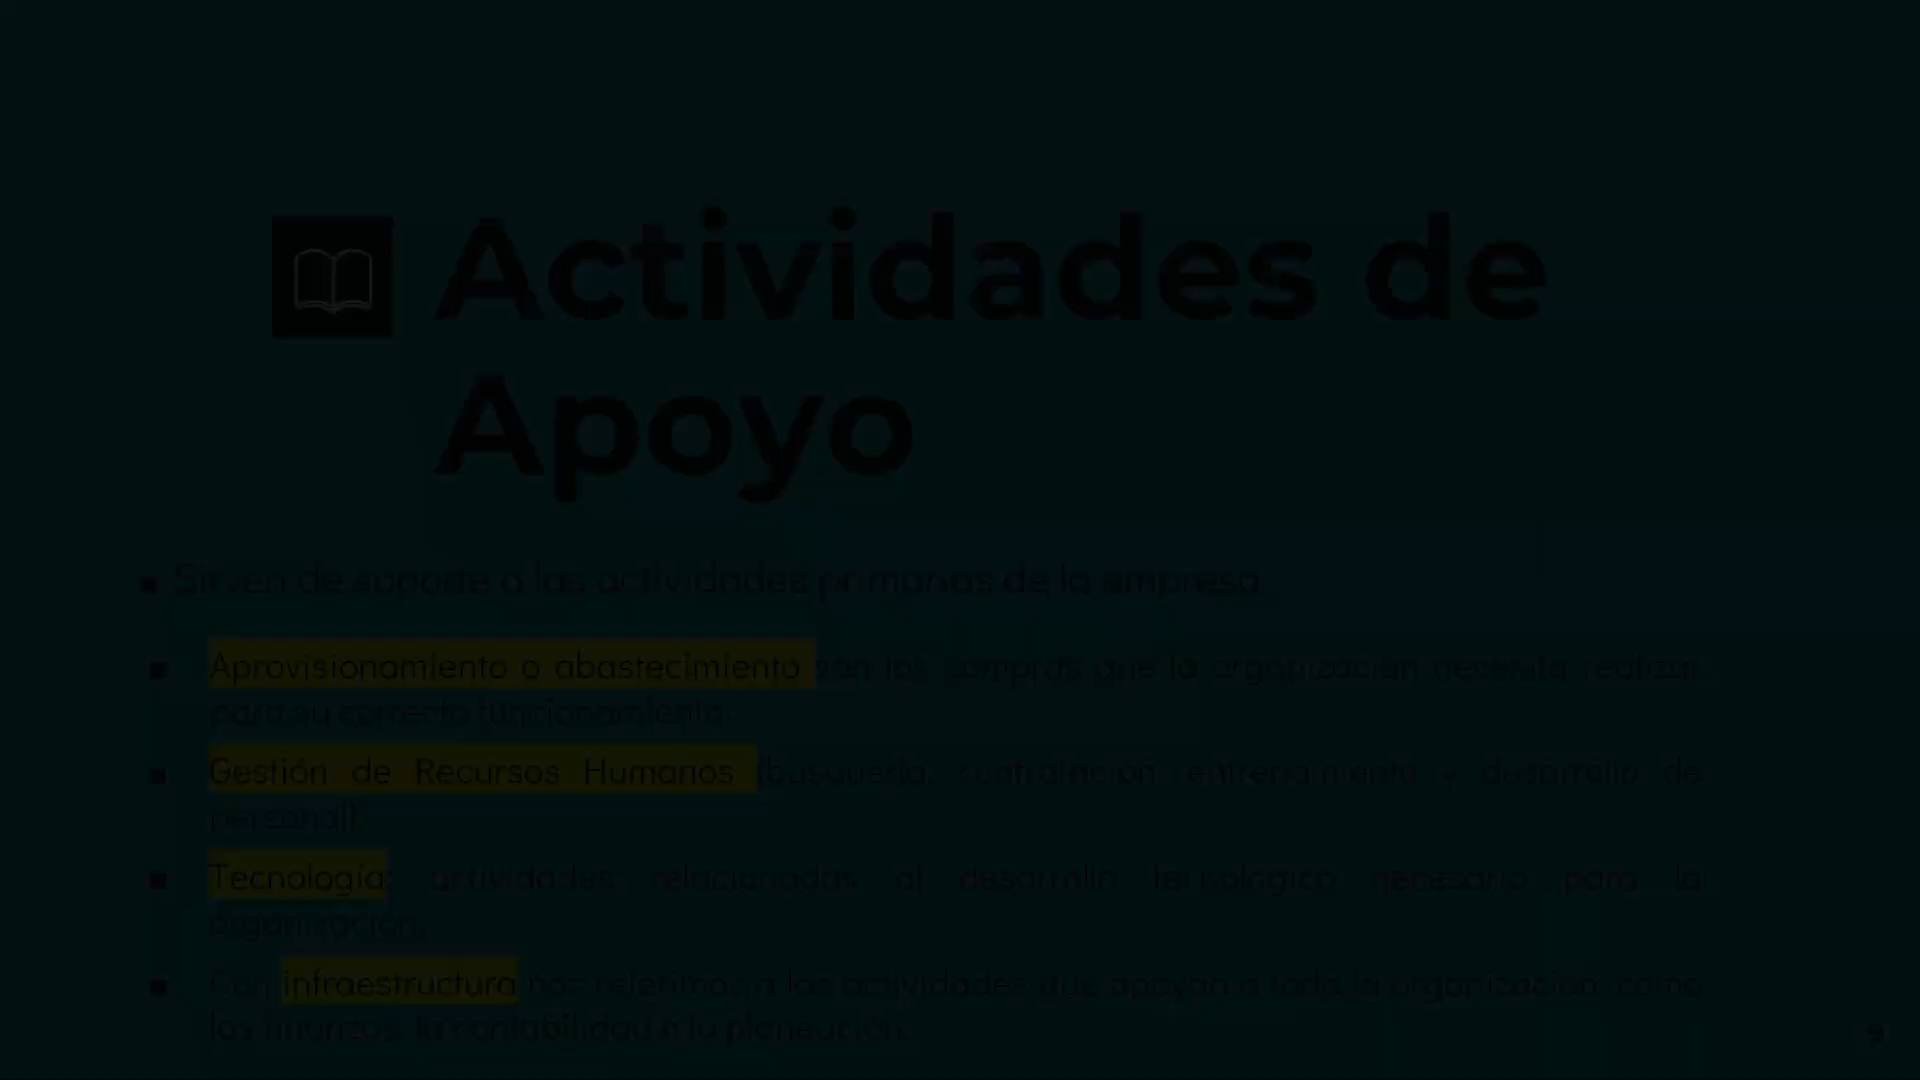 Actividades de
Apoyo
Sirven de soporte a las actividades primarias de la empresa
Aprovisionamiento o abastecimiento son las compras que la organización necesita realizar
para su correcto funcionamiento.
Gestión de Recursos Humanos (búsqueda, contratación, entrenamiento y desarrollo de
personal).
Tecnología: actividades relacionadas al desarrollo tecnológico necesario para la
organización.
Con infraestructura nos referimos a las actividades que apoyan a toda la organización, como
las finanzas, la contabilidad o la planeación.
9